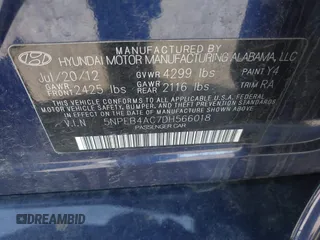 HYUNDAI MOTOR MANUFACTURING ALABAMA, LLC
Jul/20/12 GVWR 4299 lbs PAINT Y4
GAWR FRONT 2425 lbs GAWR REAR 2116 lbs TRIM RA
THIS VEHICLE CONFORMS TO ALL APPLICABLE FEDERAL MOTOR
VEHICLE SAFETY, BUMPER, AND THEFT PREVENTION STANDARDS
IN EFFECT ON THE DATE OF MANUFACTURE SHOWN ABOVE.
V.I.N 5NPEB4AC7DH566018
PASSENGER CAR
DREAMBID.COM